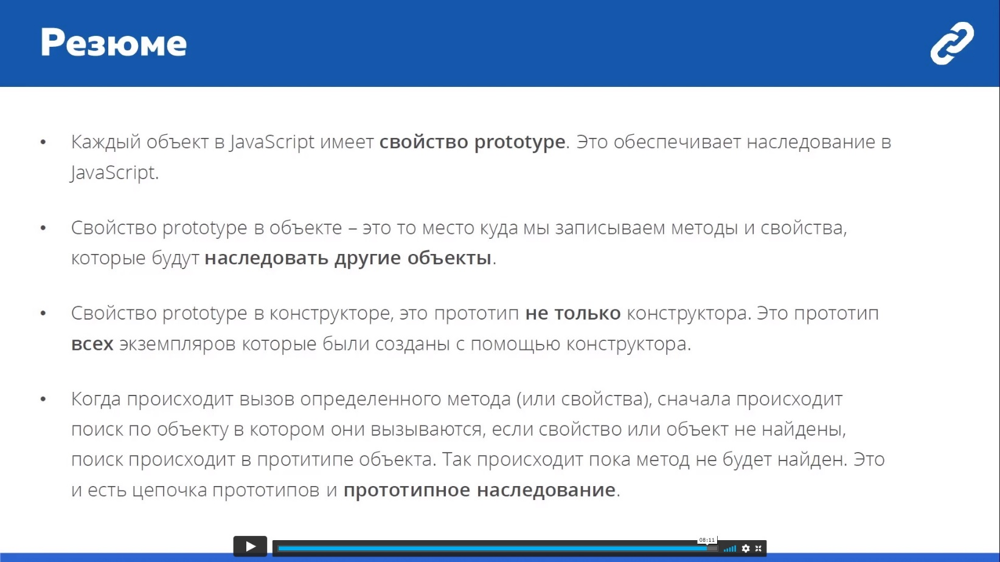 Резюме
• Каждый объект в JavaScript имеет свойство prototype. Это обеспечивает наследование в
JavaScript.
• Свойство prototype в объекте – это то место куда мы записываем методы и свойства,
которые будут наследовать другие объекты.
• Свойство prototype в конструкторе, это прототип не только конструктора. Это прототип
всех экземпляров которые были созданы с помощью конструктора.
• Когда происходит вызов определенного метода (или свойства), сначала происходит
поиск по объекту в котором они вызываются, если свойство или объект не найдены,
поиск происходит в протитипе объекта. Так происходит пока метод не будет найден. Это
и есть цепочка прототипов и прототипное наследование.
08:11